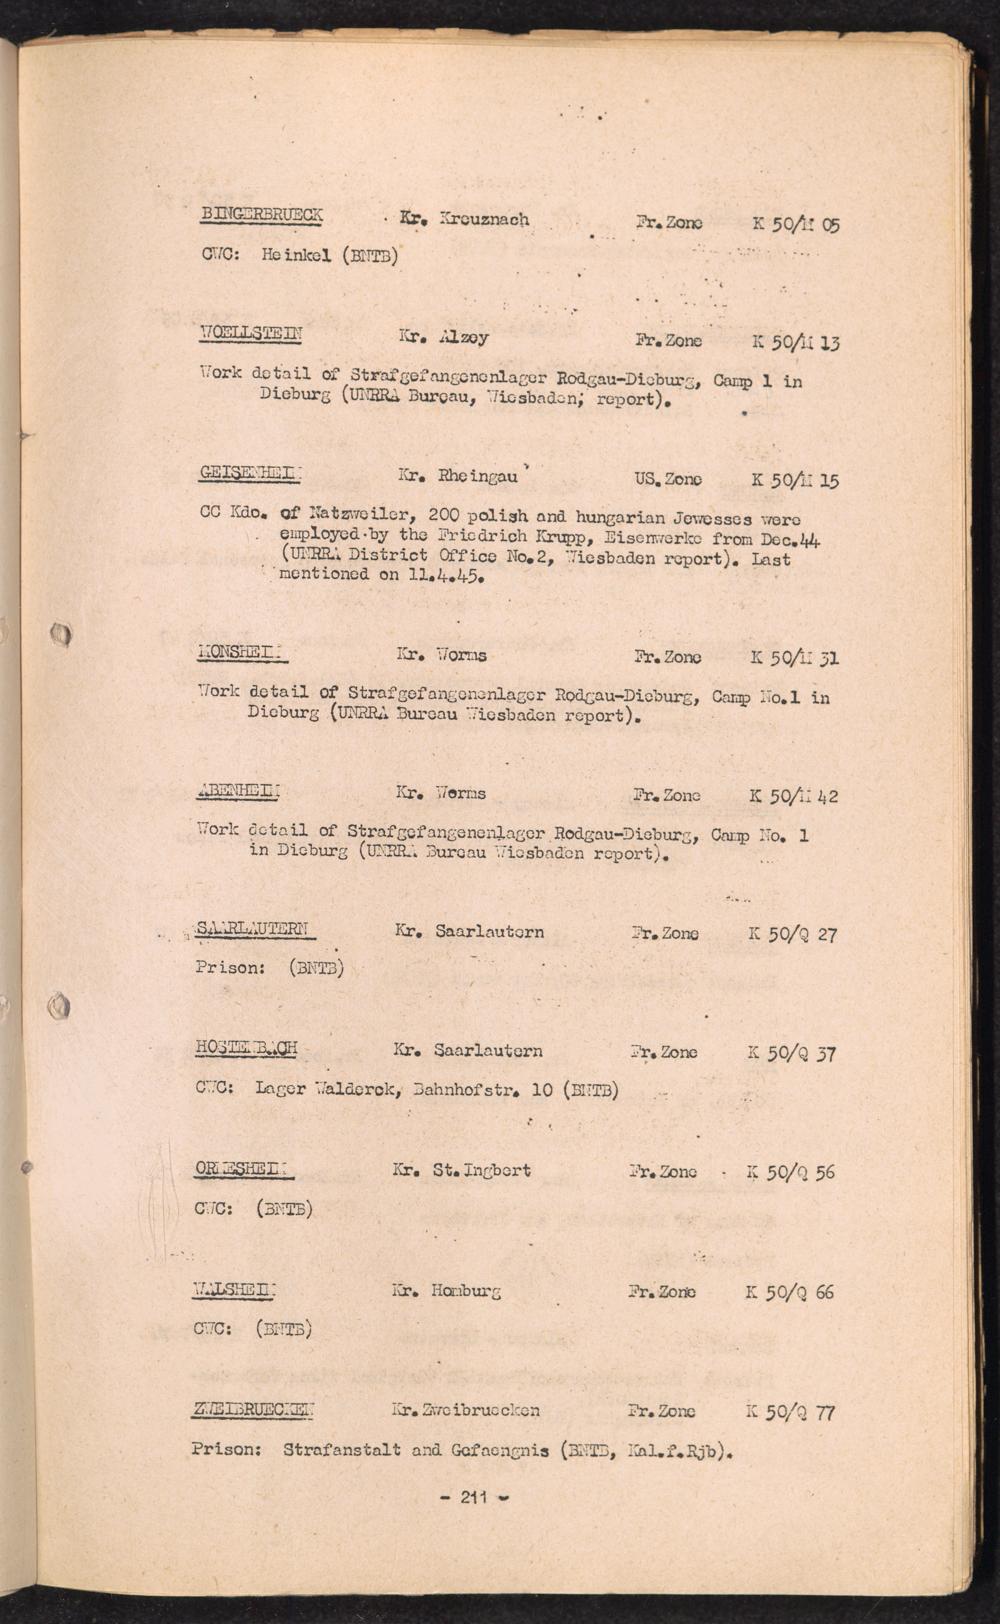 BINGERBRUECK Kr. Kreuznach Fr. Zone K 50/M 05
CWC: Heinkel (BNTB)
WOELLSTEIN Kr. Alzey Fr. Zone K 50/M 13
Work detail of Strafgefangenenlager Rodgau-Dieburg, Camp 1 in
Dieburg (UNRRA Bureau, Wiesbaden; report).
GEISENHEIM Kr. Rheingau US. Zone K 50/M 15
CC Kdo. of Natzweiler, 200 polish and hungarian Jewesses were
employed by the Friedrich Krupp, Eisenwerke from Dec.44
(UNRRA District Office No.2, Wiesbaden report). Last
mentioned on 11.4.45.
MONSHEIM Kr. Worms Fr. Zone K 50/M 31
Work detail of Strafgefangenenlager Rodgau-Dieburg, Camp No.1 in
Dieburg (UNRRA Bureau Wiesbaden report).
ABENHEIM Kr. Worms Fr. Zone K 50/M 42
Work detail of Strafgefangenenlager Rodgau-Dieburg, Camp No. 1
in Dieburg (UNRRA Bureau Wiesbaden report).
SAARLAUTERN Kr. Saarlautern Fr. Zone K 50/Q 27
Prison: (BNTB)
HOSTENBACH Kr. Saarlautern Fr. Zone K 50/Q 37
CWC: Lager Walderek, Bahnhofstr. 10 (BNTB)
ORMESHEIM Kr. St. Ingbert Fr. Zone K 50/Q 56
CWC: (BNTB)
WALSHEIM Kr. Homburg Fr. Zone K 50/Q 66
CWC: (BNTB)
ZWEIBRUECKEN Kr. Zweibruecken Fr. Zone K 50/Q 77
Prison: Strafanstalt and Gefaengnis (BNTB, Kal.f.Rjb).
- 211 -